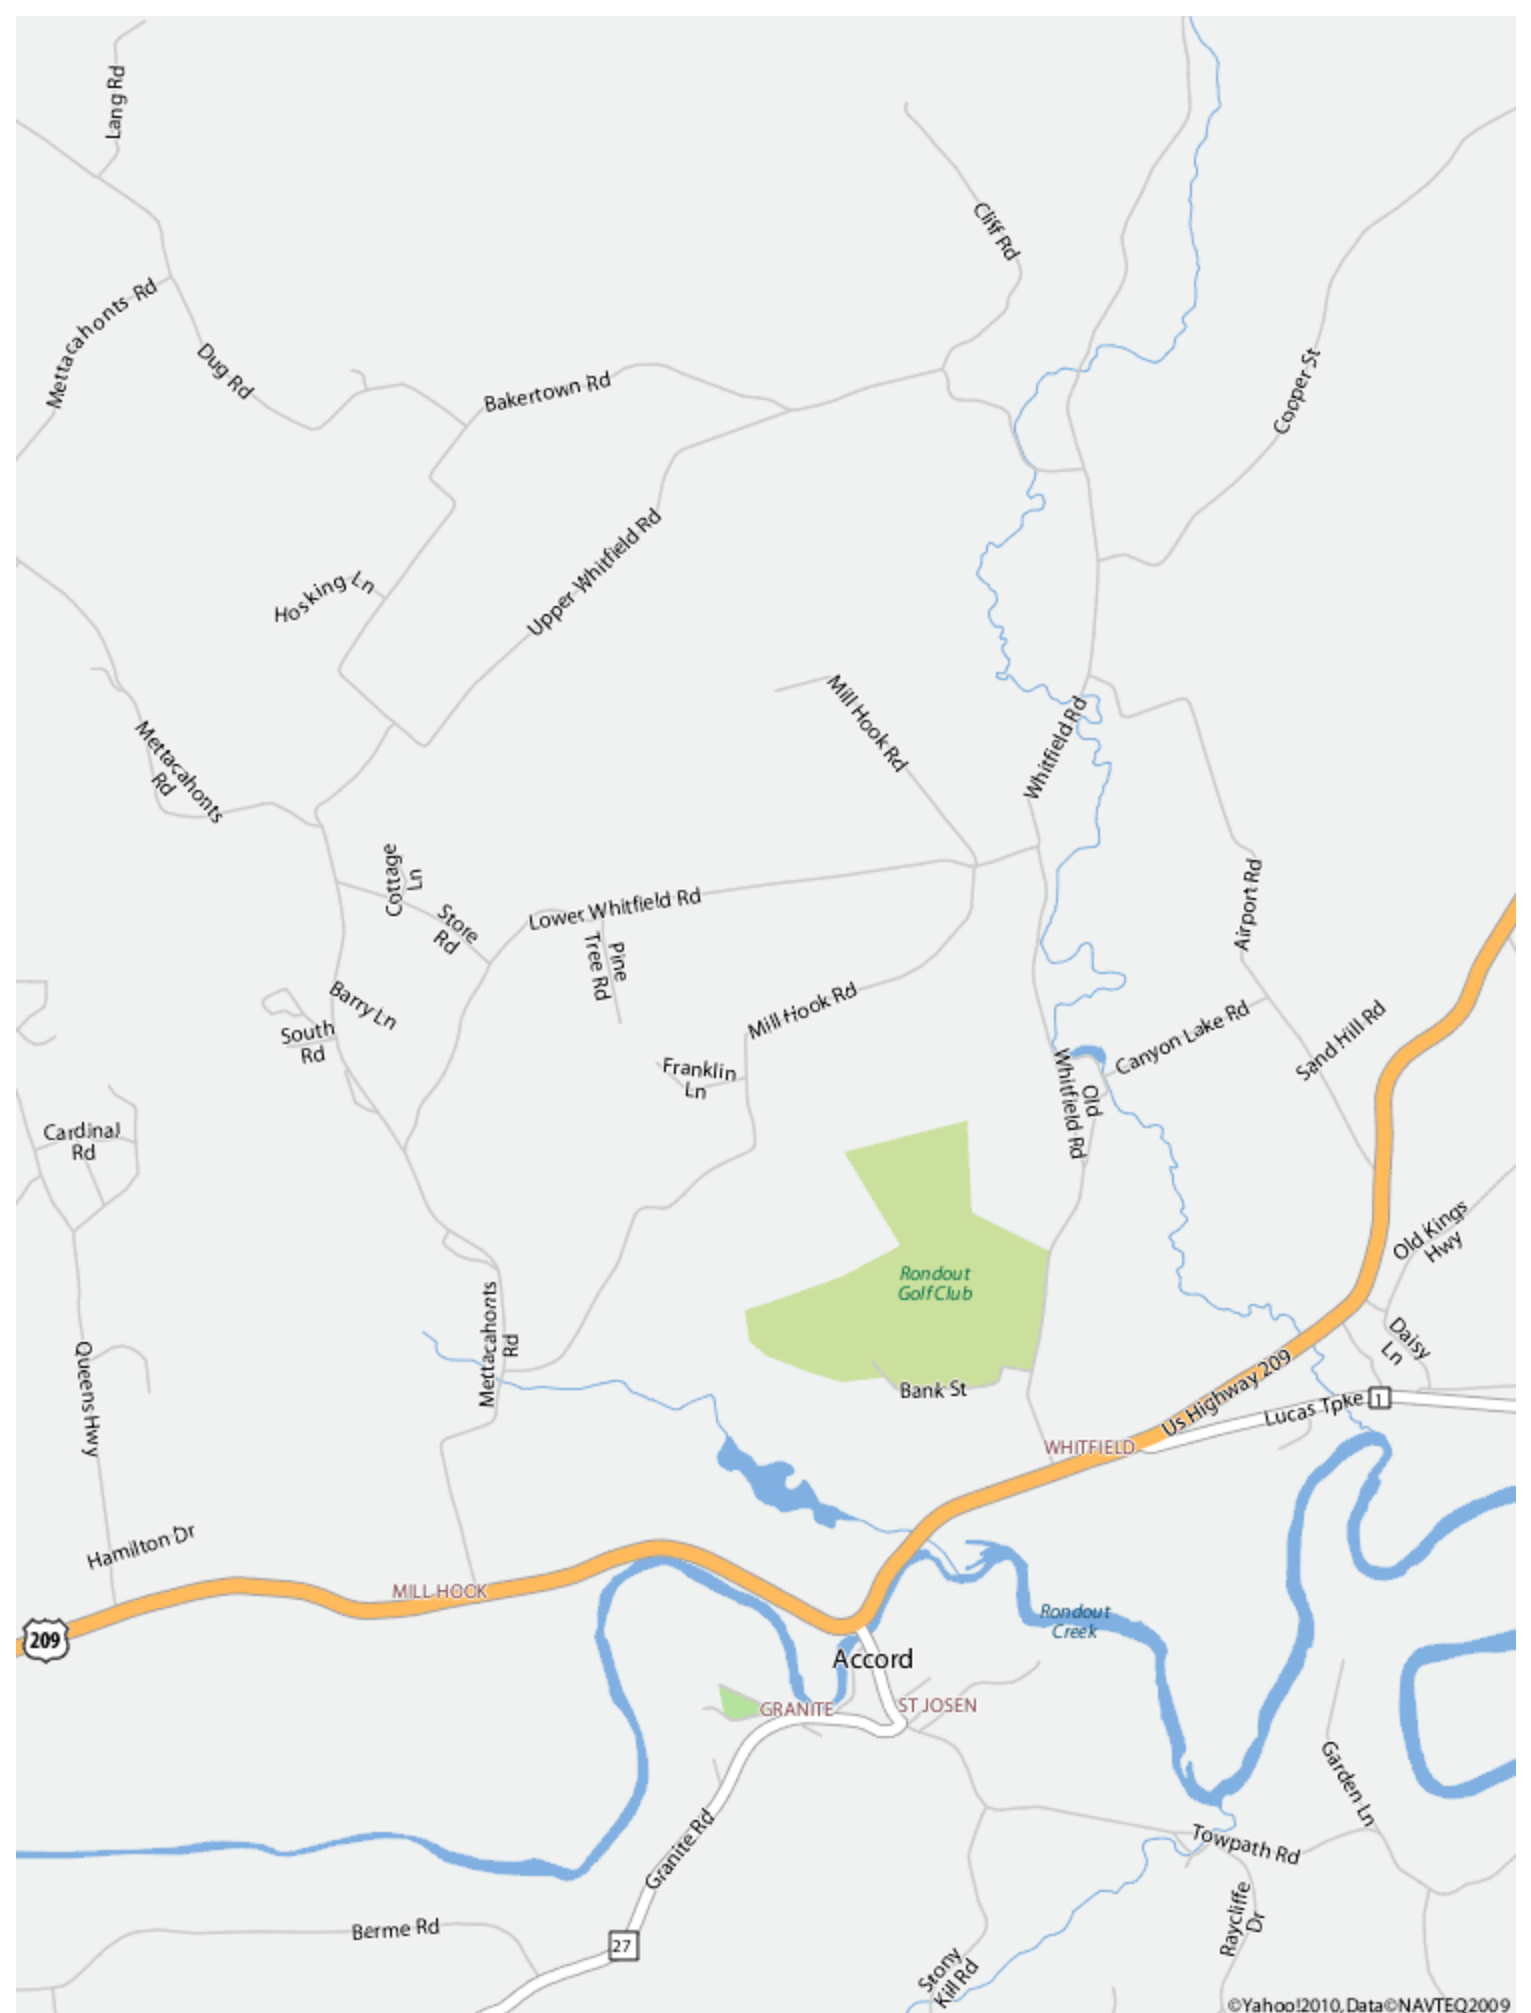 Lang Rd
Cliff Rd
Mettacahonts Rd
Dug Rd
Bakertown Rd
Cooper St
Upper Whitfield Rd
Hosking Ln
Mill Hook Rd
Whitfield Rd
Mettacahonts
Rd
Cottage
Ln
Store
Rd
Lower Whitfield Rd
Pine
Tree Rd
Airport Rd
Barry Ln
South
Rd
Mill Hook Rd
Canyon Lake Rd
Sand Hill Rd
Franklin
Ln
Old
Whitfield Rd
Cardinal
Rd
Old Kings
Hwy
Rondout
Golf Club
Mettacahonts
Rd
Queens Hwy
Daisy
Ln
Bank St
Us Highway 209
Lucas Tpke
1
WHITFIELD
Hamilton Dr
MILL HOOK
209
Rondout
Creek
Accord
GRANITE
ST JOSEN
Garden Ln
Granite Rd
Towpath Rd
Raycliffe
Dr
Berme Rd
27
Stony
Kill Rd
©Yahoo!2010, Data©NAVTEQ2009